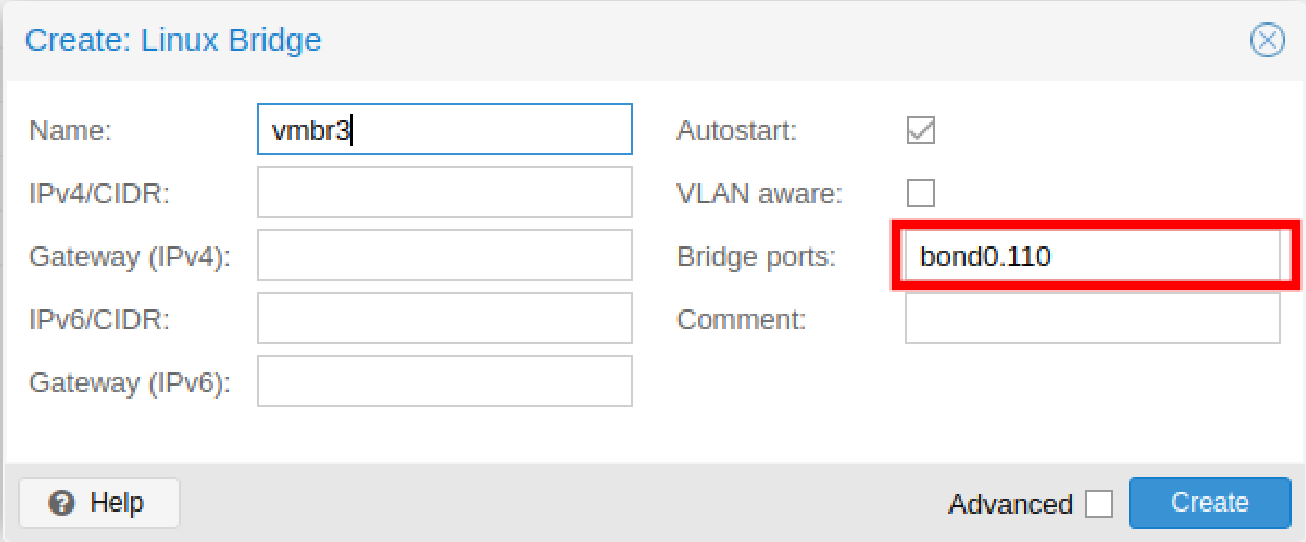 Create: Linux Bridge
Name: vmbr3 Autostart:
IPv4/CIDR: VLAN aware:
Gateway (IPv4): Bridge ports: bond0.110
IPv6/CIDR: Comment:
Gateway (IPv6):
Help Advanced Create